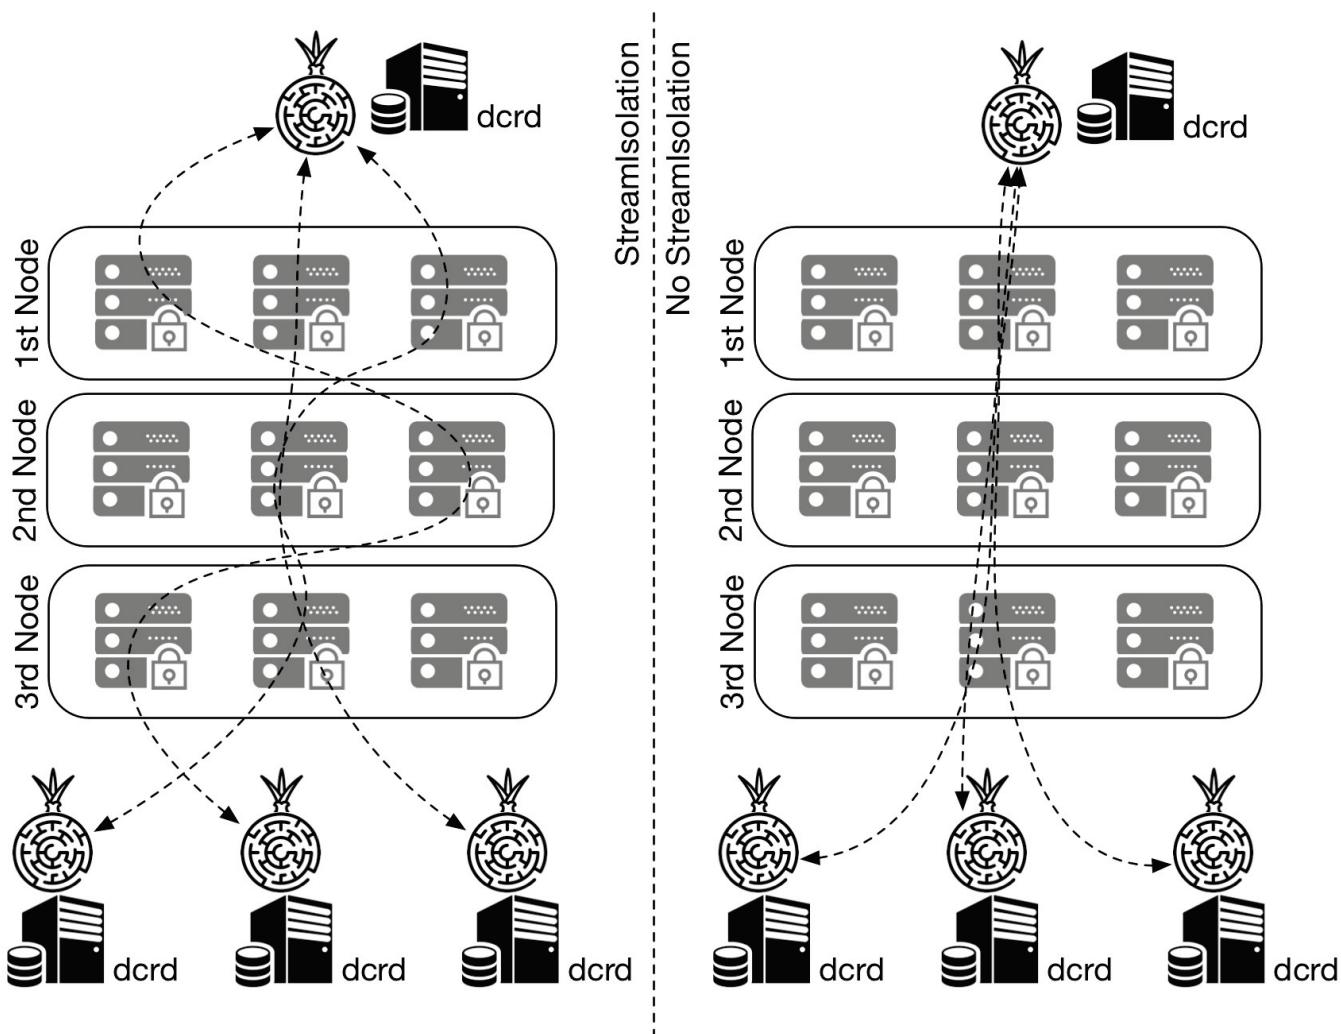 dcrd
StreamIsolation
No StreamIsolation
dcrd
1st Node
1st Node
2nd Node
2nd Node
3rd Node
3rd Node
dcrd
dcrd
dcrd
dcrd
dcrd
dcrd